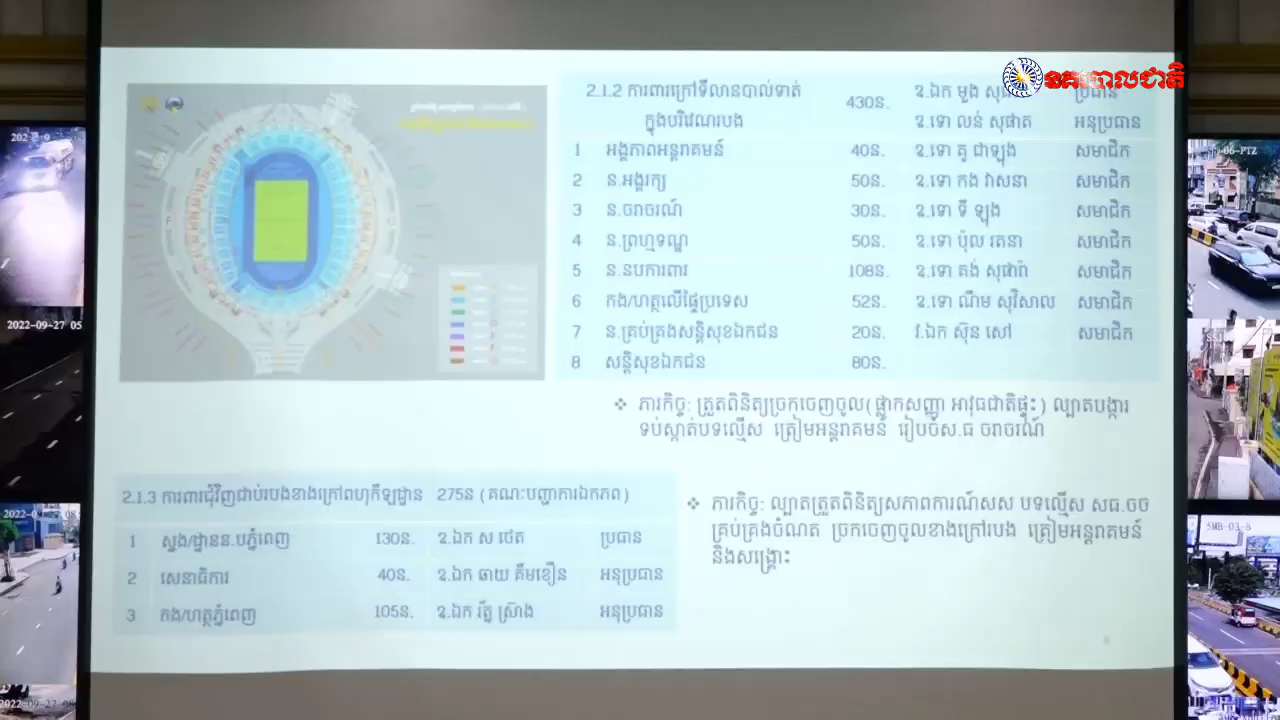 នគរបាលជាតិ
2.1.2 ការពារក្រៅទីលានបាល់ទាត់
ក្នុងបរិវេណរបង
430ន.
ឧ.ឯក មួង
ប្រធាន
ឧ.ទោ លន់ សុផាត អនុប្រធាន
1 អង្គភាពអន្តរាគមន៍ 40ន. ឧ.ទោ គូ ជាឡុង សមាជិក
2 ន.អង្គរក្ស 50ន. ឧ.ទោ កង វាសនា សមាជិក
3 ន.ចរាចរណ៍ 30ន. ឧ.ទោ ទី ឡុង សមាជិក
4 ន.ព្រហ្មទណ្ឌ 50ន. ឧ.ទោ ប៉ុល រតនា សមាជិក
5 ន.នបការពារ 108ន. ឧ.ទោ គង់ សុផារ៉ា សមាជិក
6 កង/ហត្ថលើផ្ទៃប្រទេស 52ន. ឧ.ទោ ណឹម សុវិសាល សមាជិក
7 ន.គ្រប់គ្រងសន្តិសុខឯកជន 20ន. វ.ឯក ស៊ិន សៅ សមាជិក
8 សន្តិសុខឯកជន 80ន.
❖ ភារកិច្ច: ត្រួតពិនិត្យច្រកចេញចូល(ផ្លាកសញ្ញា អាវុធជាតិផ្ទុះ) ល្បាតបង្ការ
ទប់ស្កាត់បទល្មើស ត្រៀមអន្តរាគមន៍ រៀបចំស.ធ ចរាចរណ៍
2.1.3 ការពារជុំវិញជាប់របងខាងក្រៅពហុកីឡដ្ឋាន 275ន (គណៈបញ្ជាការឯកភព)
1 ស្នង/ដ្ឋានន.បភ្នំពេញ 130ន. ឧ.ឯក ស ថេត ប្រធាន
2 សេនាធិការ 40ន. ឧ.ឯក ឆាយ គឹមខឿន អនុប្រធាន
3 កង/ហត្ថភ្នំពេញ 105ន. ឧ.ឯក រ័ត្ន ស្រ៊ាង អនុប្រធាន
❖ ភារកិច្ច: ល្បាតត្រួតពិនិត្យសភាពការណ៍សស បទល្មើស សធ.ចច
គ្រប់គ្រងចំណត ច្រកចេញចូលខាងក្រៅរបង ត្រៀមអន្តរាគមន៍
និងសង្គ្រោះ
2022-09-27 05
5MB-03-8